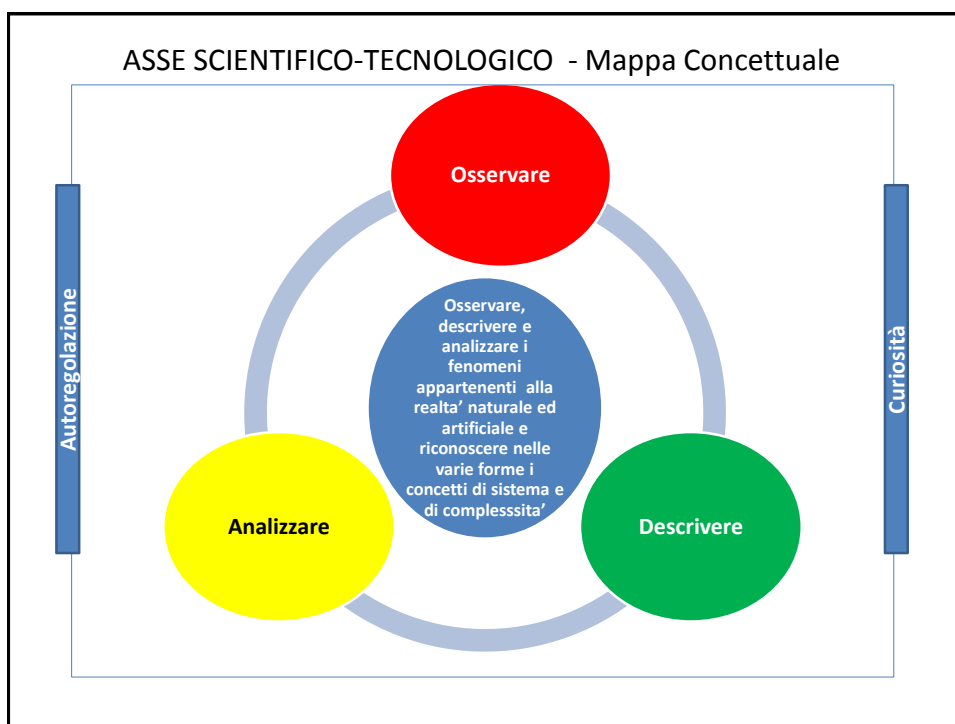 ASSE SCIENTIFICO-TECNOLOGICO - Mappa Concettuale
Osservare
Autoregolazione
Osservare,
descrivere e
analizzare i
fenomeni
appartenenti alla
realta’ naturale ed
artificiale e
riconoscere nelle
varie forme i
concetti di sistema e
di complesssita’
Curiosità
Analizzare
Descrivere